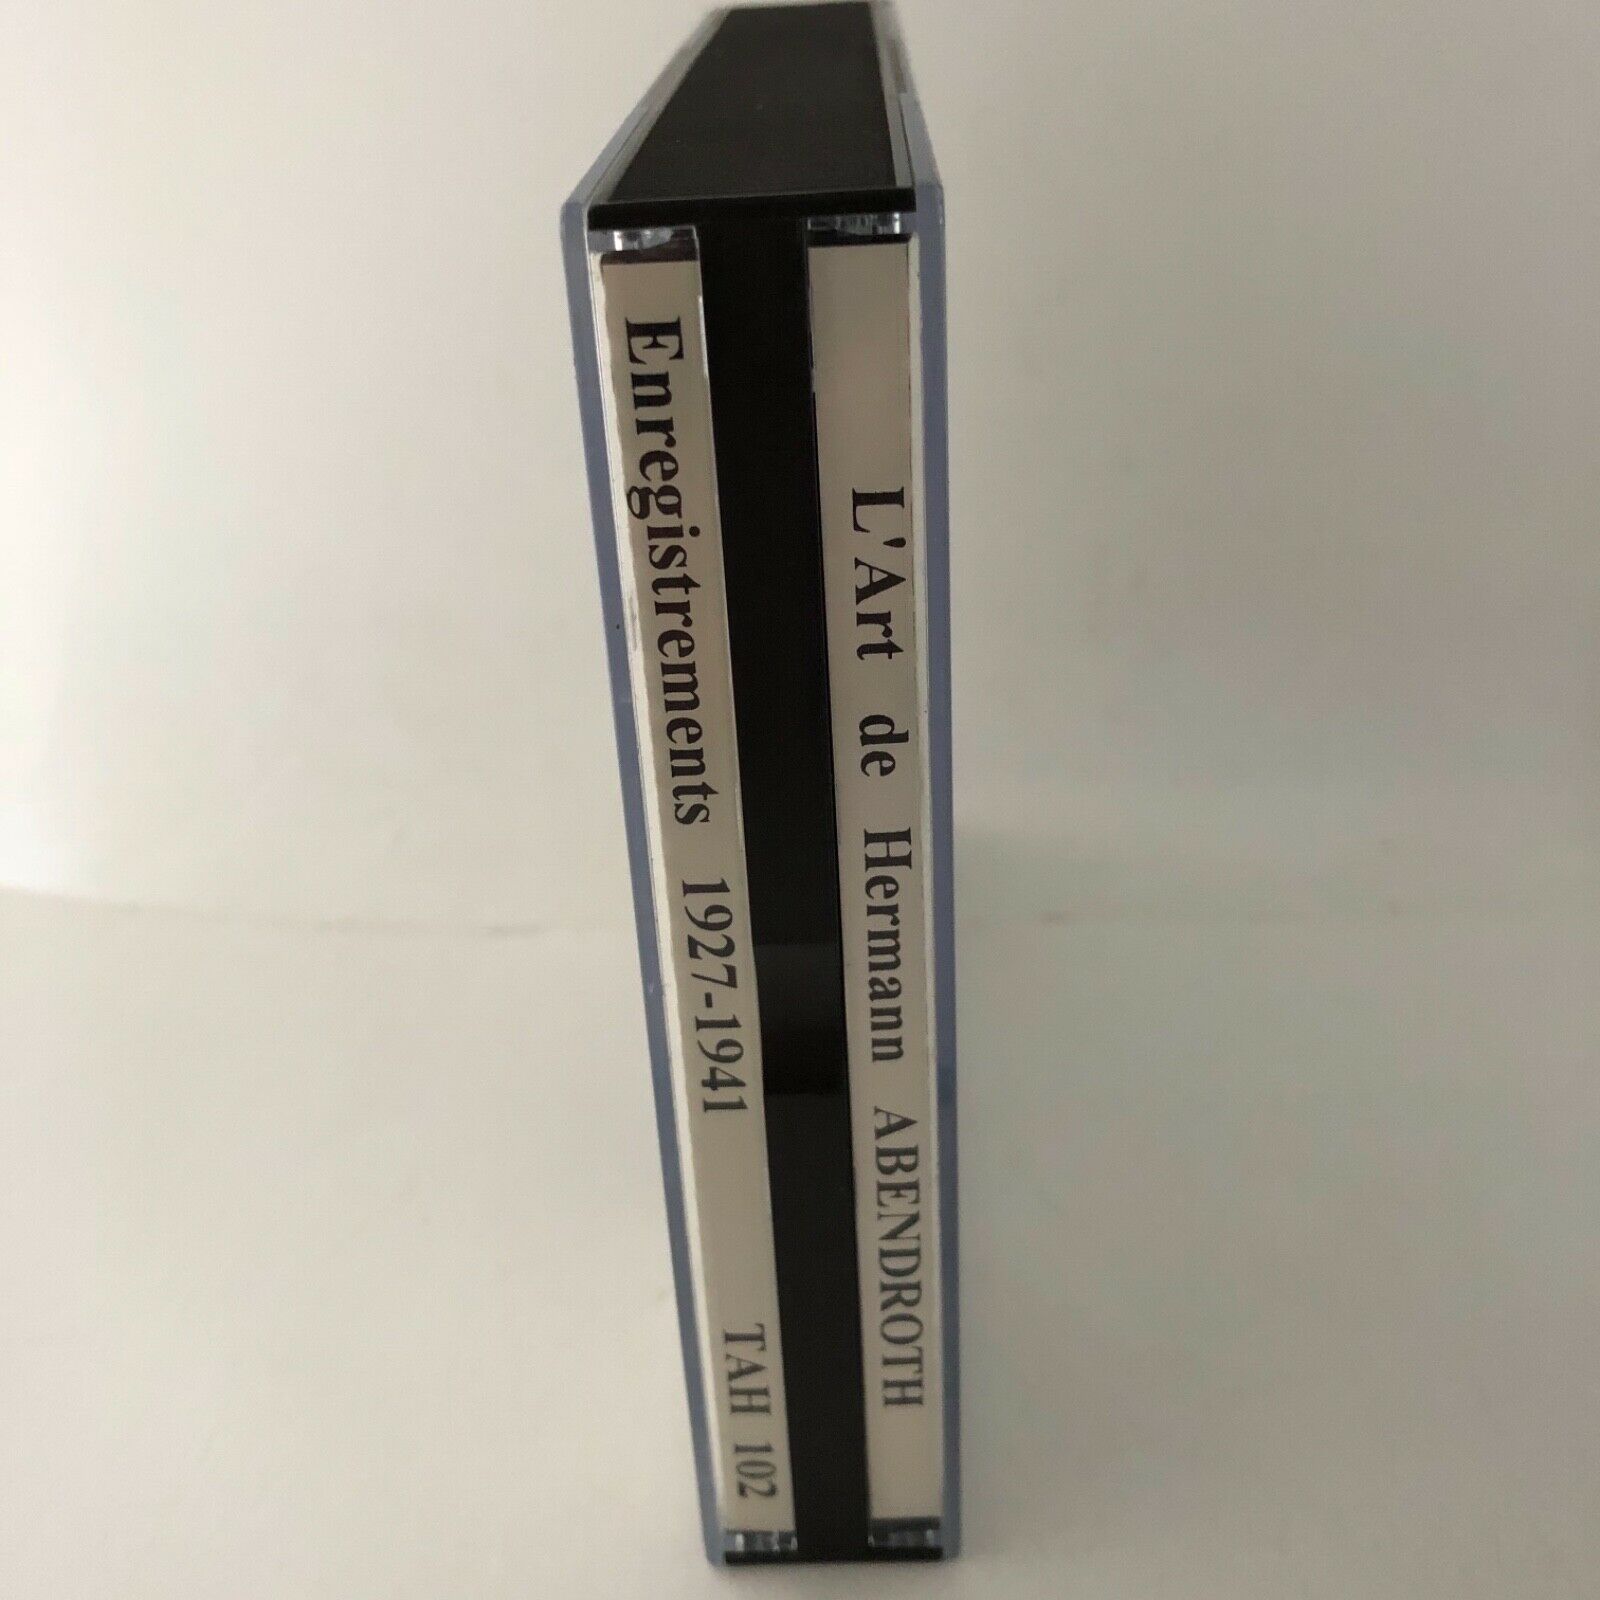 L'Art de Hermann ABENDROTH
Enregistrements 1927-1941 TAH 102